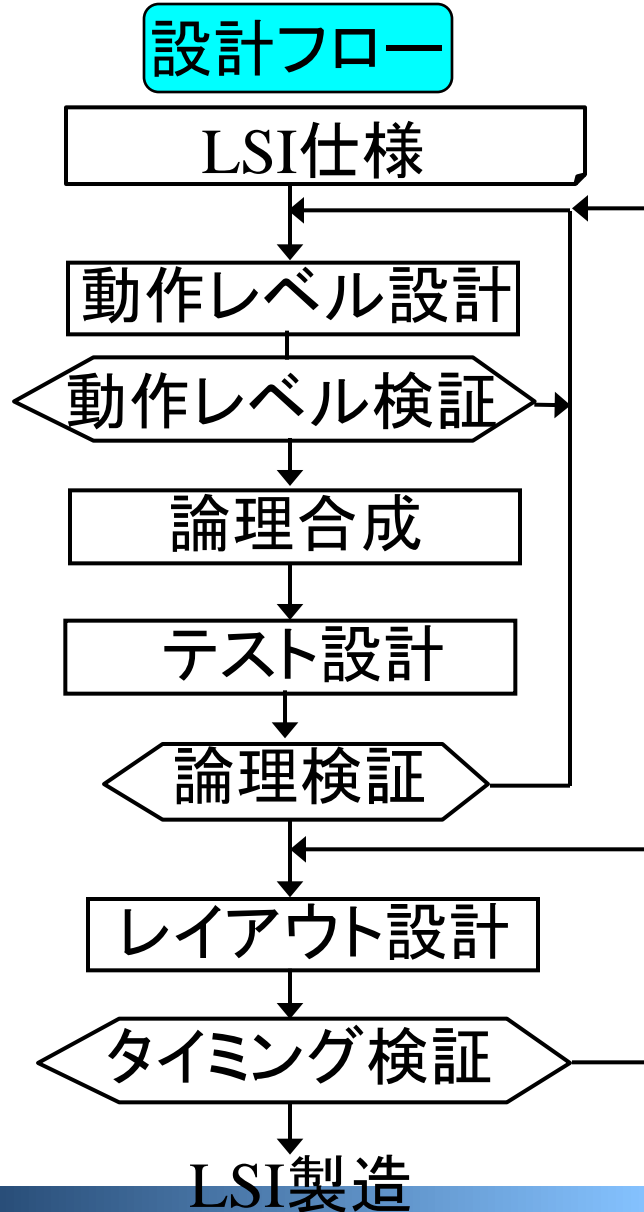 設計フロー
LSI仕様
動作レベル設計
動作レベル検証
論理合成
テスト設計
論理検証
レイアウト設計
タイミング検証
LSI製造